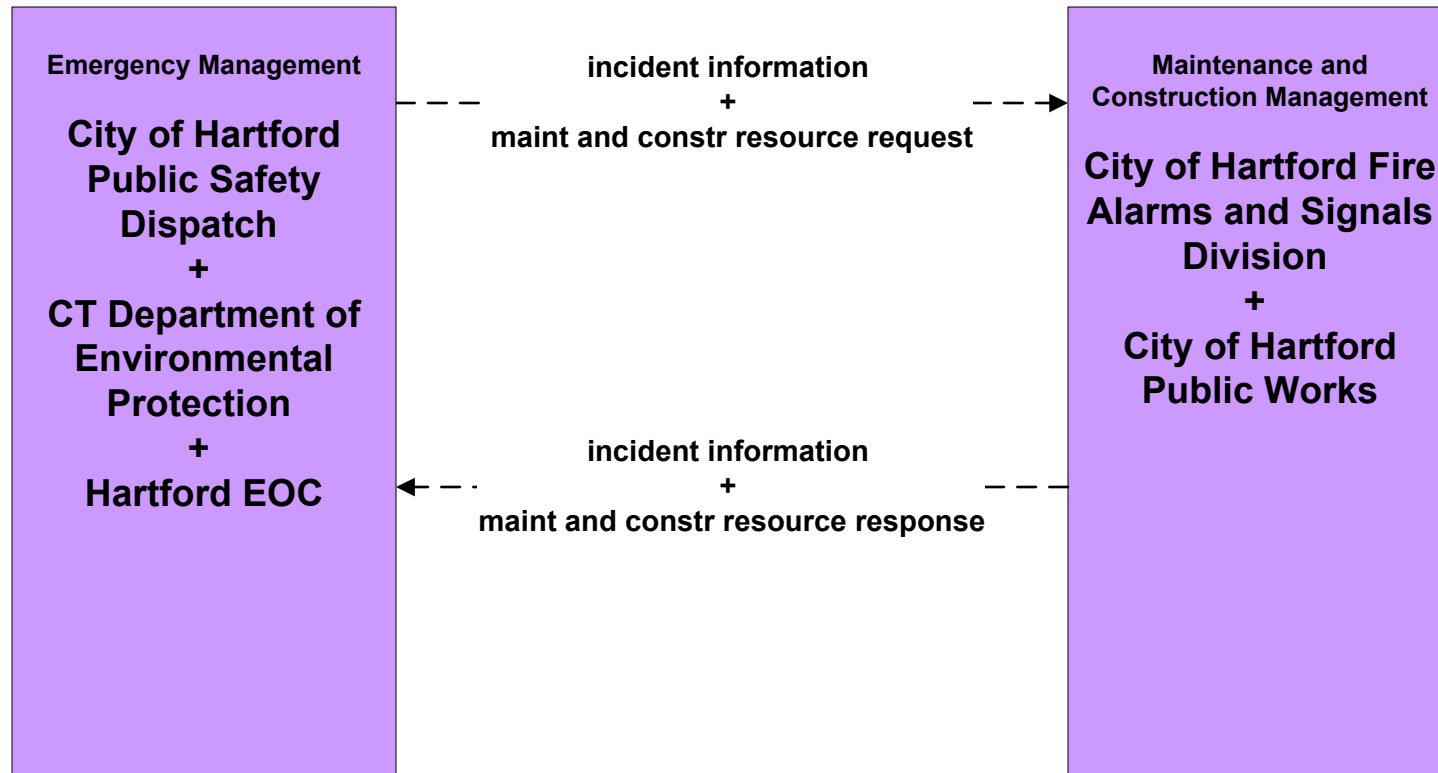 Emergency Management
City of Hartford
Public Safety
Dispatch
+
CT Department of
Environmental
Protection
+
Hartford EOC
incident information
+
maint and constr resource request
incident information
+
maint and constr resource response
Maintenance and
Construction Management
City of Hartford Fire
Alarms and Signals
Division
+
City of Hartford
Public Works